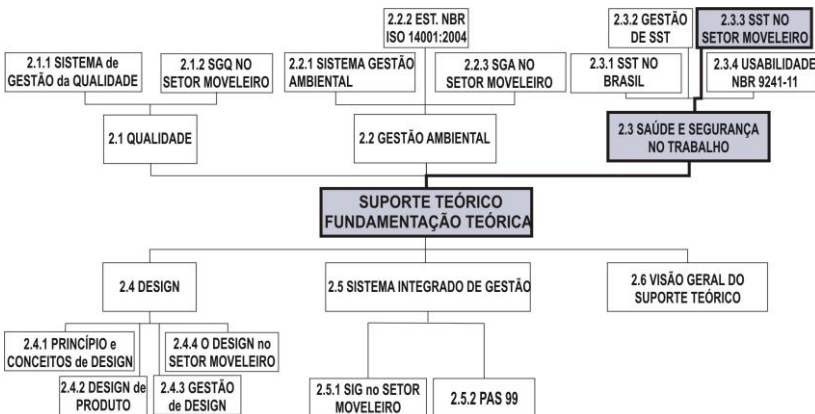 2.2.2 EST. NBR
ISO 14001:2004
2.3.2 GESTÃO
DE SST
2.3.3 SST NO
SETOR MOVELEIRO
2.1.1 SISTEMA de
GESTÃO da QUALIDADE
2.1.2 SGQ NO
SETOR MOVELEIRO
2.2.1 SISTEMA GESTÃO
AMBIENTAL
2.2.3 SGA NO
SETOR MOVELEIRO
2.3.1 SST NO
BRASIL
2.3.4 USABILIDADE
NBR 9241-11
2.1 QUALIDADE
2.2 GESTÃO AMBIENTAL
2.3 SAÚDE E SEGURANÇA
NO TRABALHO
SUPORTE TEÓRICO
FUNDAMENTAÇÃO TEÓRICA
2.4 DESIGN
2.5 SISTEMA INTEGRADO DE GESTÃO
2.6 VISÃO GERAL DO
SUPORTE TEÓRICO
2.4.1 PRINCÍPIO e
CONCEITOS de DESIGN
2.4.4 O DESIGN no
SETOR MOVELEIRO
2.4.2 DESIGN de
PRODUTO
2.4.3 GESTÃO
de DESIGN
2.5.1 SIG no SETOR
MOVELEIRO
2.5.2 PAS 99